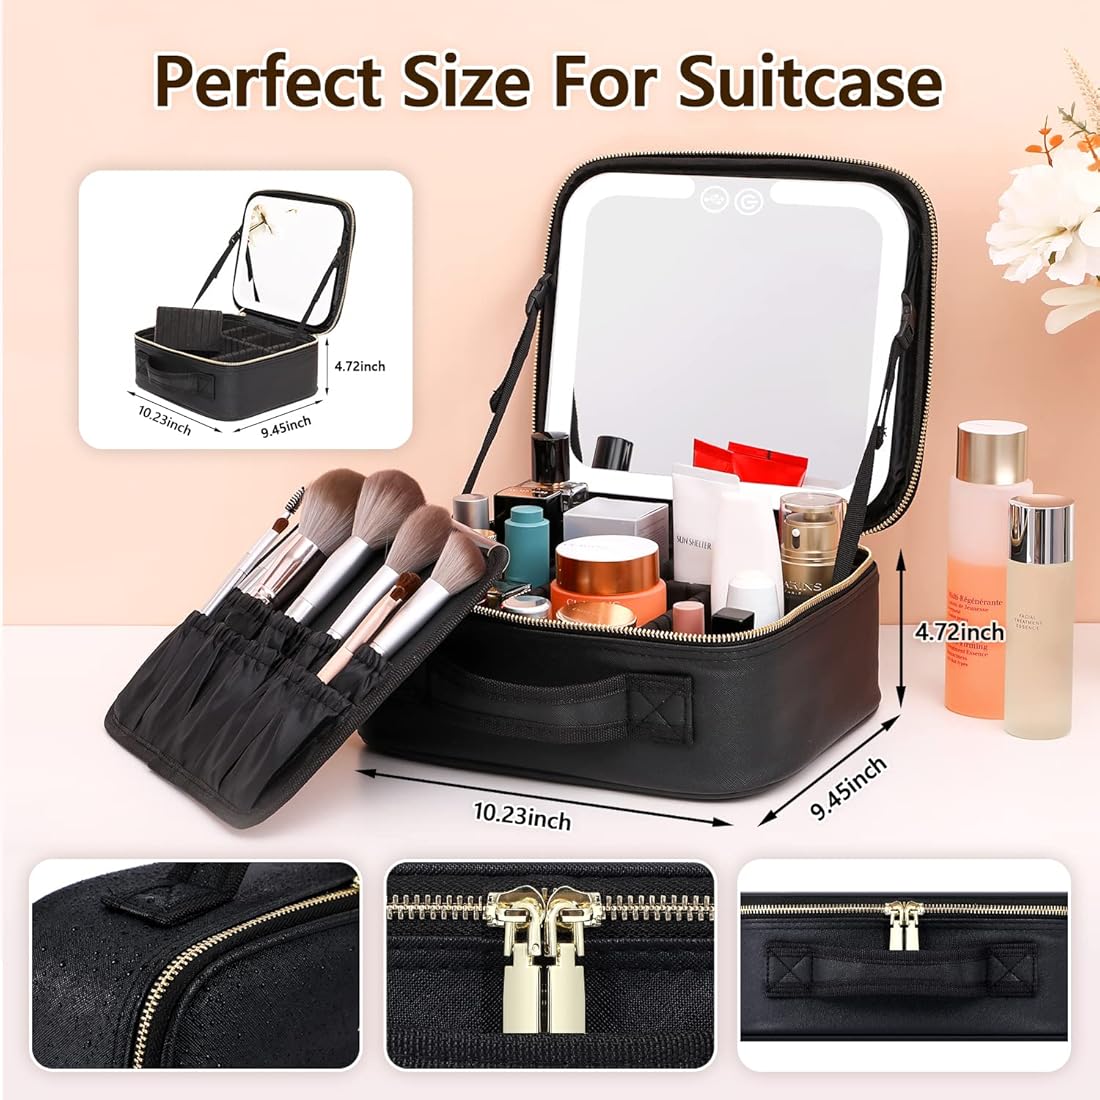 Perfect Size For Suitcase
4.72inch
10.23inch
9.45inch
SUN SHELTER
4.72inch
FACIAL
TREATMENT
ESSENCE
10.23inch
9.45inch